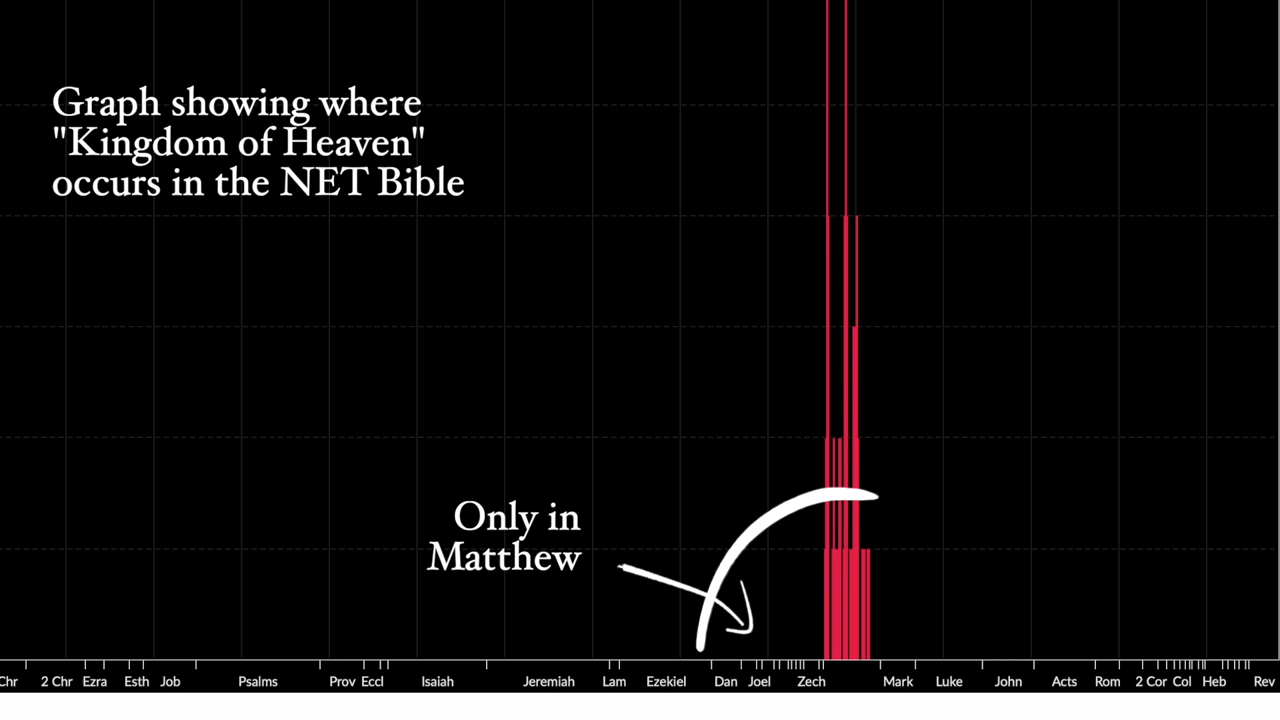 Graph showing where
"Kingdom of Heaven"
occurs in the NET Bible
Only in
Matthew
Chr 2 Chr Ezra Esth Job Psalms Prov Eccl Isaiah Jeremiah Lam Ezekiel Dan Joel Zech Mark Luke John Acts Rom 2 Cor Col Heb Rev